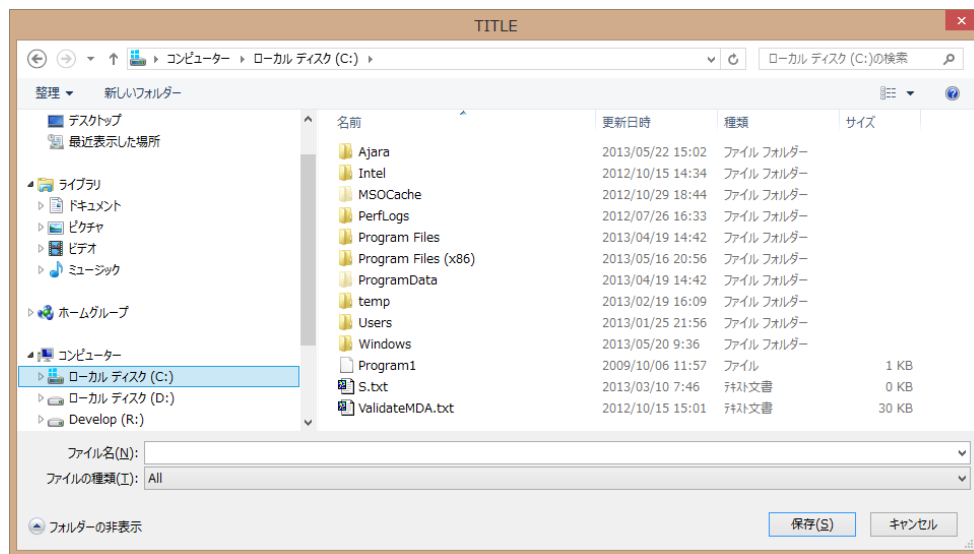 TITLE
コンピューター ローカル ディスク (C:)
ローカル ディスク (C:)の検索
整理 新しいフォルダー
デスクトップ
最近表示した場所
ライブラリ
ドキュメント
ピクチャ
ビデオ
ミュージック
ホームグループ
コンピューター
ローカル ディスク (C:)
ローカル ディスク (D:)
Develop (R:)
名前 更新日時 種類 サイズ
Ajara 2013/05/22 15:02 ファイル フォルダー
Intel 2012/10/15 14:34 ファイル フォルダー
MSOCache 2012/10/29 18:44 ファイル フォルダー
PerfLogs 2012/07/26 16:33 ファイル フォルダー
Program Files 2013/04/19 14:42 ファイル フォルダー
Program Files (x86) 2013/05/16 20:56 ファイル フォルダー
ProgramData 2013/04/19 14:42 ファイル フォルダー
temp 2013/02/19 16:09 ファイル フォルダー
Users 2013/01/25 21:56 ファイル フォルダー
Windows 2013/05/20 9:36 ファイル フォルダー
Program1 2009/10/06 11:57 ファイル 1 KB
S.txt 2013/03/10 7:46 テキスト文書 0 KB
ValidateMDA.txt 2012/10/15 15:01 テキスト文書 30 KB
ファイル名(N):
ファイルの種類(T): All
フォルダーの非表示
保存(S) キャンセル